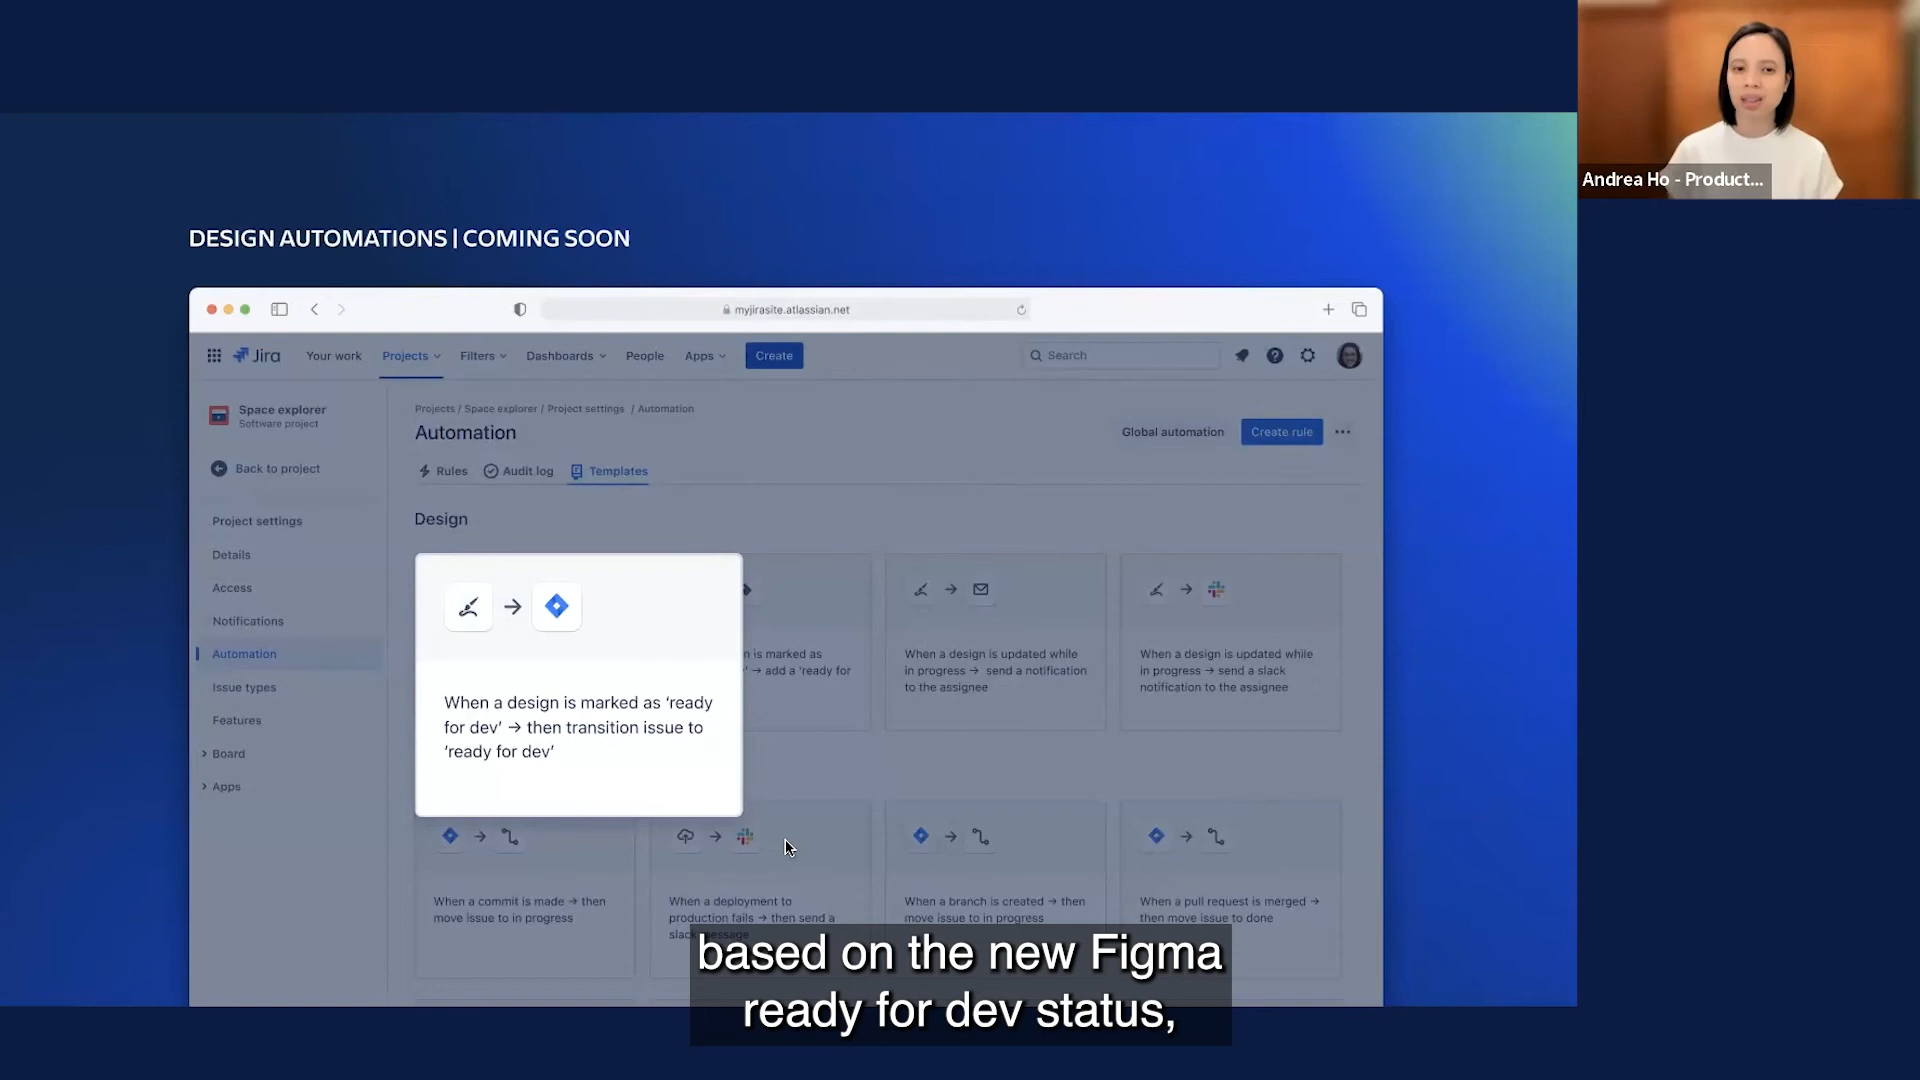 Andrea Ho - Product...
DESIGN AUTOMATIONS | COMING SOON
myjirasite.atlassian.net
Jira
Your work
Projects
Filters
Dashboards
People
Apps
Create
Search
Space explorer
Software project
Back to project
Project settings
Details
Access
Notifications
Automation
Issue types
Features
Board
Apps
Projects / Space explorer / Project settings / Automation
Automation
Global automation
Create rule
Rules
Audit log
Templates
Design
When a design is marked as ‘ready
for dev’ → then transition issue to
‘ready for dev’
is marked as
’ → add a ‘ready for
When a design is updated while
in progress → send a notification
to the assignee
When a design is updated while
in progress → send a slack
notification to the assignee
When a commit is made → then
move issue to in progress
When a deployment to
production fails → then send a
slack message
When a branch is created → then
move issue to in progress
When a pull request is merged →
then move issue to done
based on the new Figma
ready for dev status,